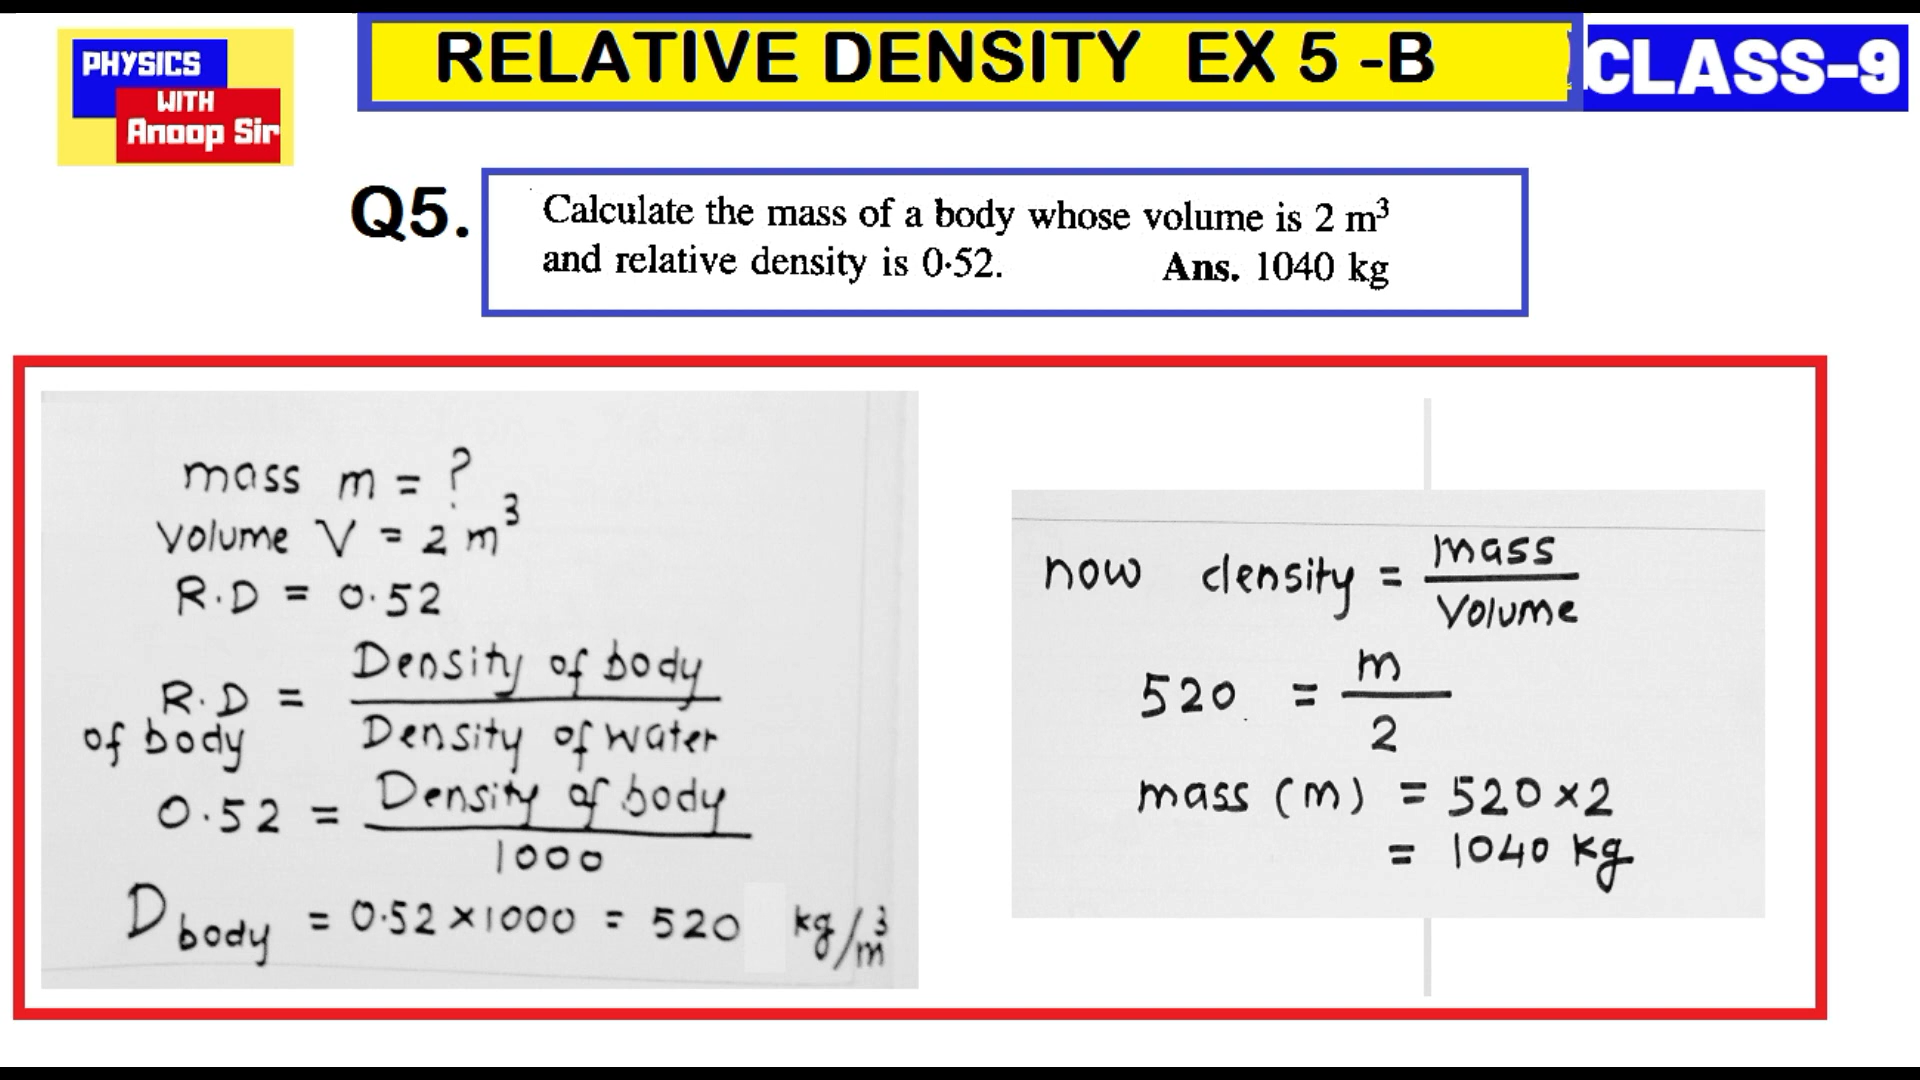 PHYSICS
WITH
Anoop Sir
RELATIVE DENSITY EX 5 -B
CLASS-9
Q5.
Calculate the mass of a body whose volume is 2 m³
and relative density is 0·52. Ans. 1040 kg
mass m = ?
volume V = 2 m³
R.D = 0.52
R.D of body = Density of body / Density of water
0.52 = Density of body / 1000
D body = 0.52 × 1000 = 520 kg/m³
now density = mass / Volume
520 = m / 2
mass (m) = 520 × 2
= 1040 kg